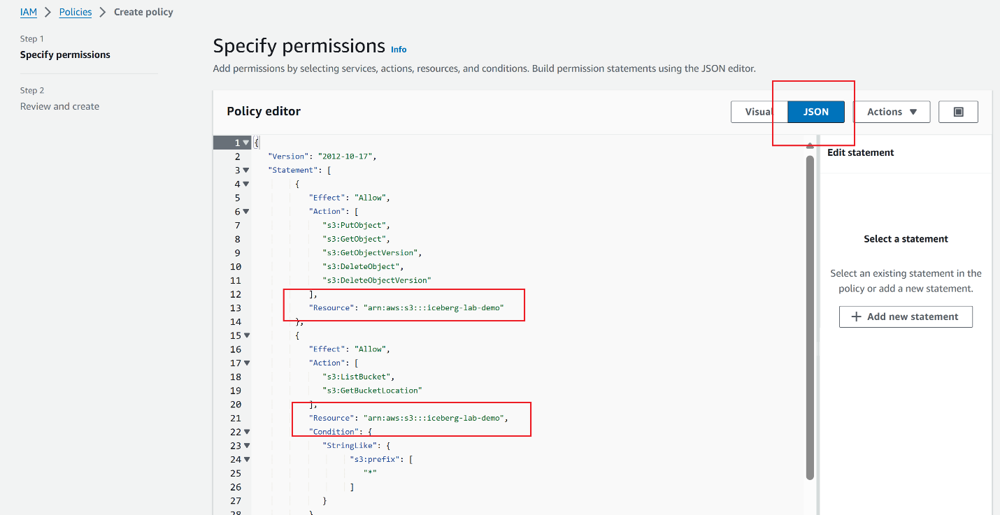 IAM > Policies > Create policy
Step 1
Specify permissions
Step 2
Review and create
Specify permissions Info
Add permissions by selecting services, actions, resources, and conditions. Build permission statements using the JSON editor.
Policy editor
Visual JSON Actions
1 {
2 "Version": "2012-10-17",
3 "Statement": [
4 {
5 "Effect": "Allow",
6 "Action": [
7 "s3:PutObject",
8 "s3:GetObject",
9 "s3:GetObjectVersion",
10 "s3:DeleteObject",
11 "s3:DeleteObjectVersion"
12 ],
13 "Resource": "arn:aws:s3:::iceberg-lab-demo"
14 },
15 {
16 "Effect": "Allow",
17 "Action": [
18 "s3:ListBucket",
19 "s3:GetBucketLocation"
20 ],
21 "Resource": "arn:aws:s3:::iceberg-lab-demo",
22 "Condition": {
23 "StringLike": {
24 "s3:prefix": [
25 "*"
26 ]
27 }
28 }
Edit statement
Select a statement
Select an existing statement in the
policy or add a new statement.
+ Add new statement